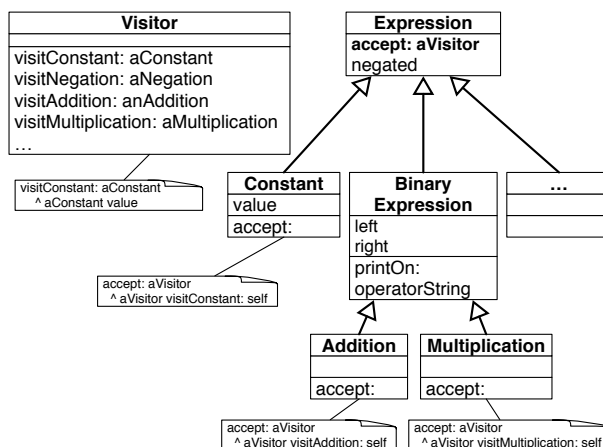 Visitor
visitConstant: aConstant
visitNegation: aNegation
visitAddition: anAddition
visitMultiplication: aMultiplication
...
visitConstant: aConstant
^ aConstant value
Expression
accept: aVisitor
negated
Constant
value
accept:
accept: aVisitor
^ aVisitor visitConstant: self
Binary
Expression
left
right
printOn:
operatorString
...
Addition
accept:
accept: aVisitor
^ aVisitor visitAddition: self
Multiplication
accept:
accept: aVisitor
^ aVisitor visitMultiplication: self